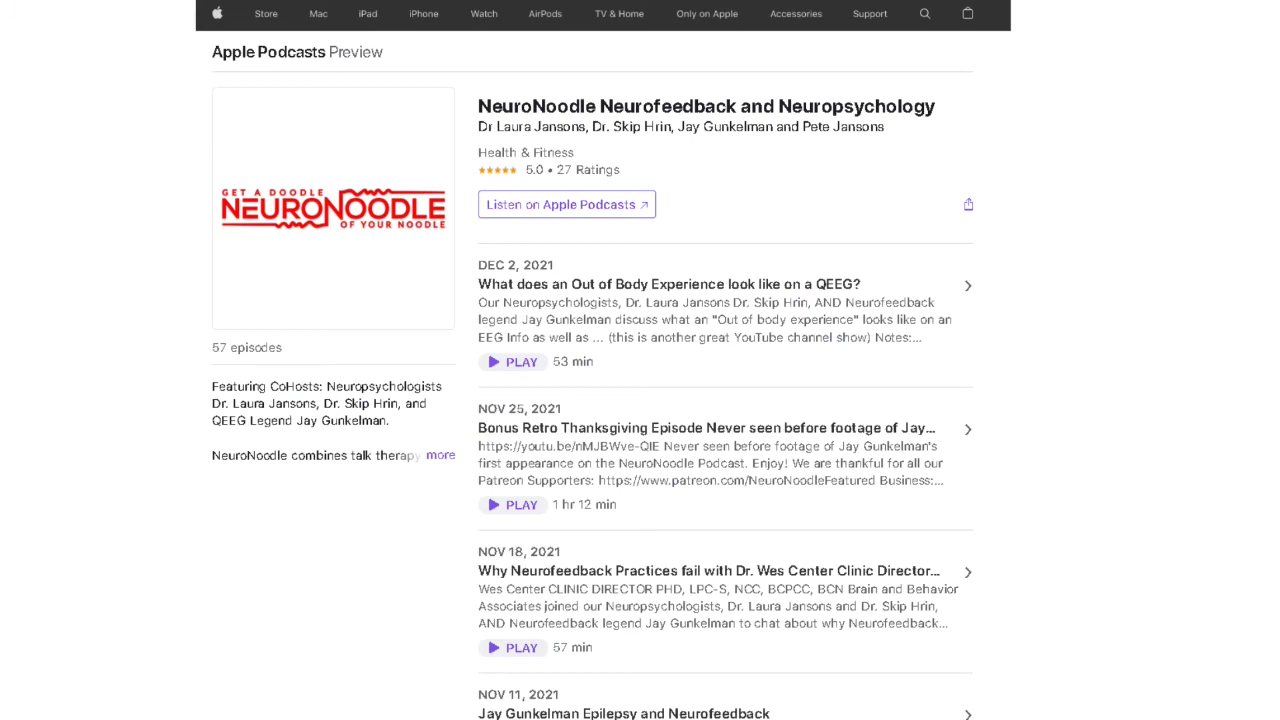 Store Mac iPad iPhone Watch AirPods TV & Home Only on Apple Accessories Support
Apple Podcasts Preview
GET A DOODLE
NEURONOODLE
OF YOUR NOODLE
57 episodes
Featuring CoHosts: Neuropsychologists
Dr. Laura Jansons, Dr. Skip Hrin, and
QEEG Legend Jay Gunkelman.
NeuroNoodle combines talk therapy more
NeuroNoodle Neurofeedback and Neuropsychology
Dr Laura Jansons, Dr. Skip Hrin, Jay Gunkelman and Pete Jansons
Health & Fitness
★★★★★ 5.0 • 27 Ratings
Listen on Apple Podcasts ↗
DEC 2, 2021
What does an Out of Body Experience look like on a QEEG?
Our Neuropsychologists, Dr. Laura Jansons Dr. Skip Hrin, AND Neurofeedback
legend Jay Gunkelman discuss what an "Out of body experience" looks like on an
EEG Info as well as ... (this is another great YouTube channel show) Notes:...
PLAY 53 min
NOV 25, 2021
Bonus Retro Thanksgiving Episode Never seen before footage of Jay...
https://youtu.be/nMJBWve-QIE Never seen before footage of Jay Gunkelman's
first appearance on the NeuroNoodle Podcast. Enjoy! We are thankful for all our
Patreon Supporters: https://www.patreon.com/NeuroNoodleFeatured Business:...
PLAY 1 hr 12 min
NOV 18, 2021
Why Neurofeedback Practices fail with Dr. Wes Center Clinic Director...
Wes Center CLINIC DIRECTOR PHD, LPC-S, NCC, BCPCC, BCN Brain and Behavior
Associates joined our Neuropsychologists, Dr. Laura Jansons and Dr. Skip Hrin,
AND Neurofeedback legend Jay Gunkelman to chat about why Neurofeedback...
PLAY 57 min
NOV 11, 2021
Jay Gunkelman Epilepsy and Neurofeedback